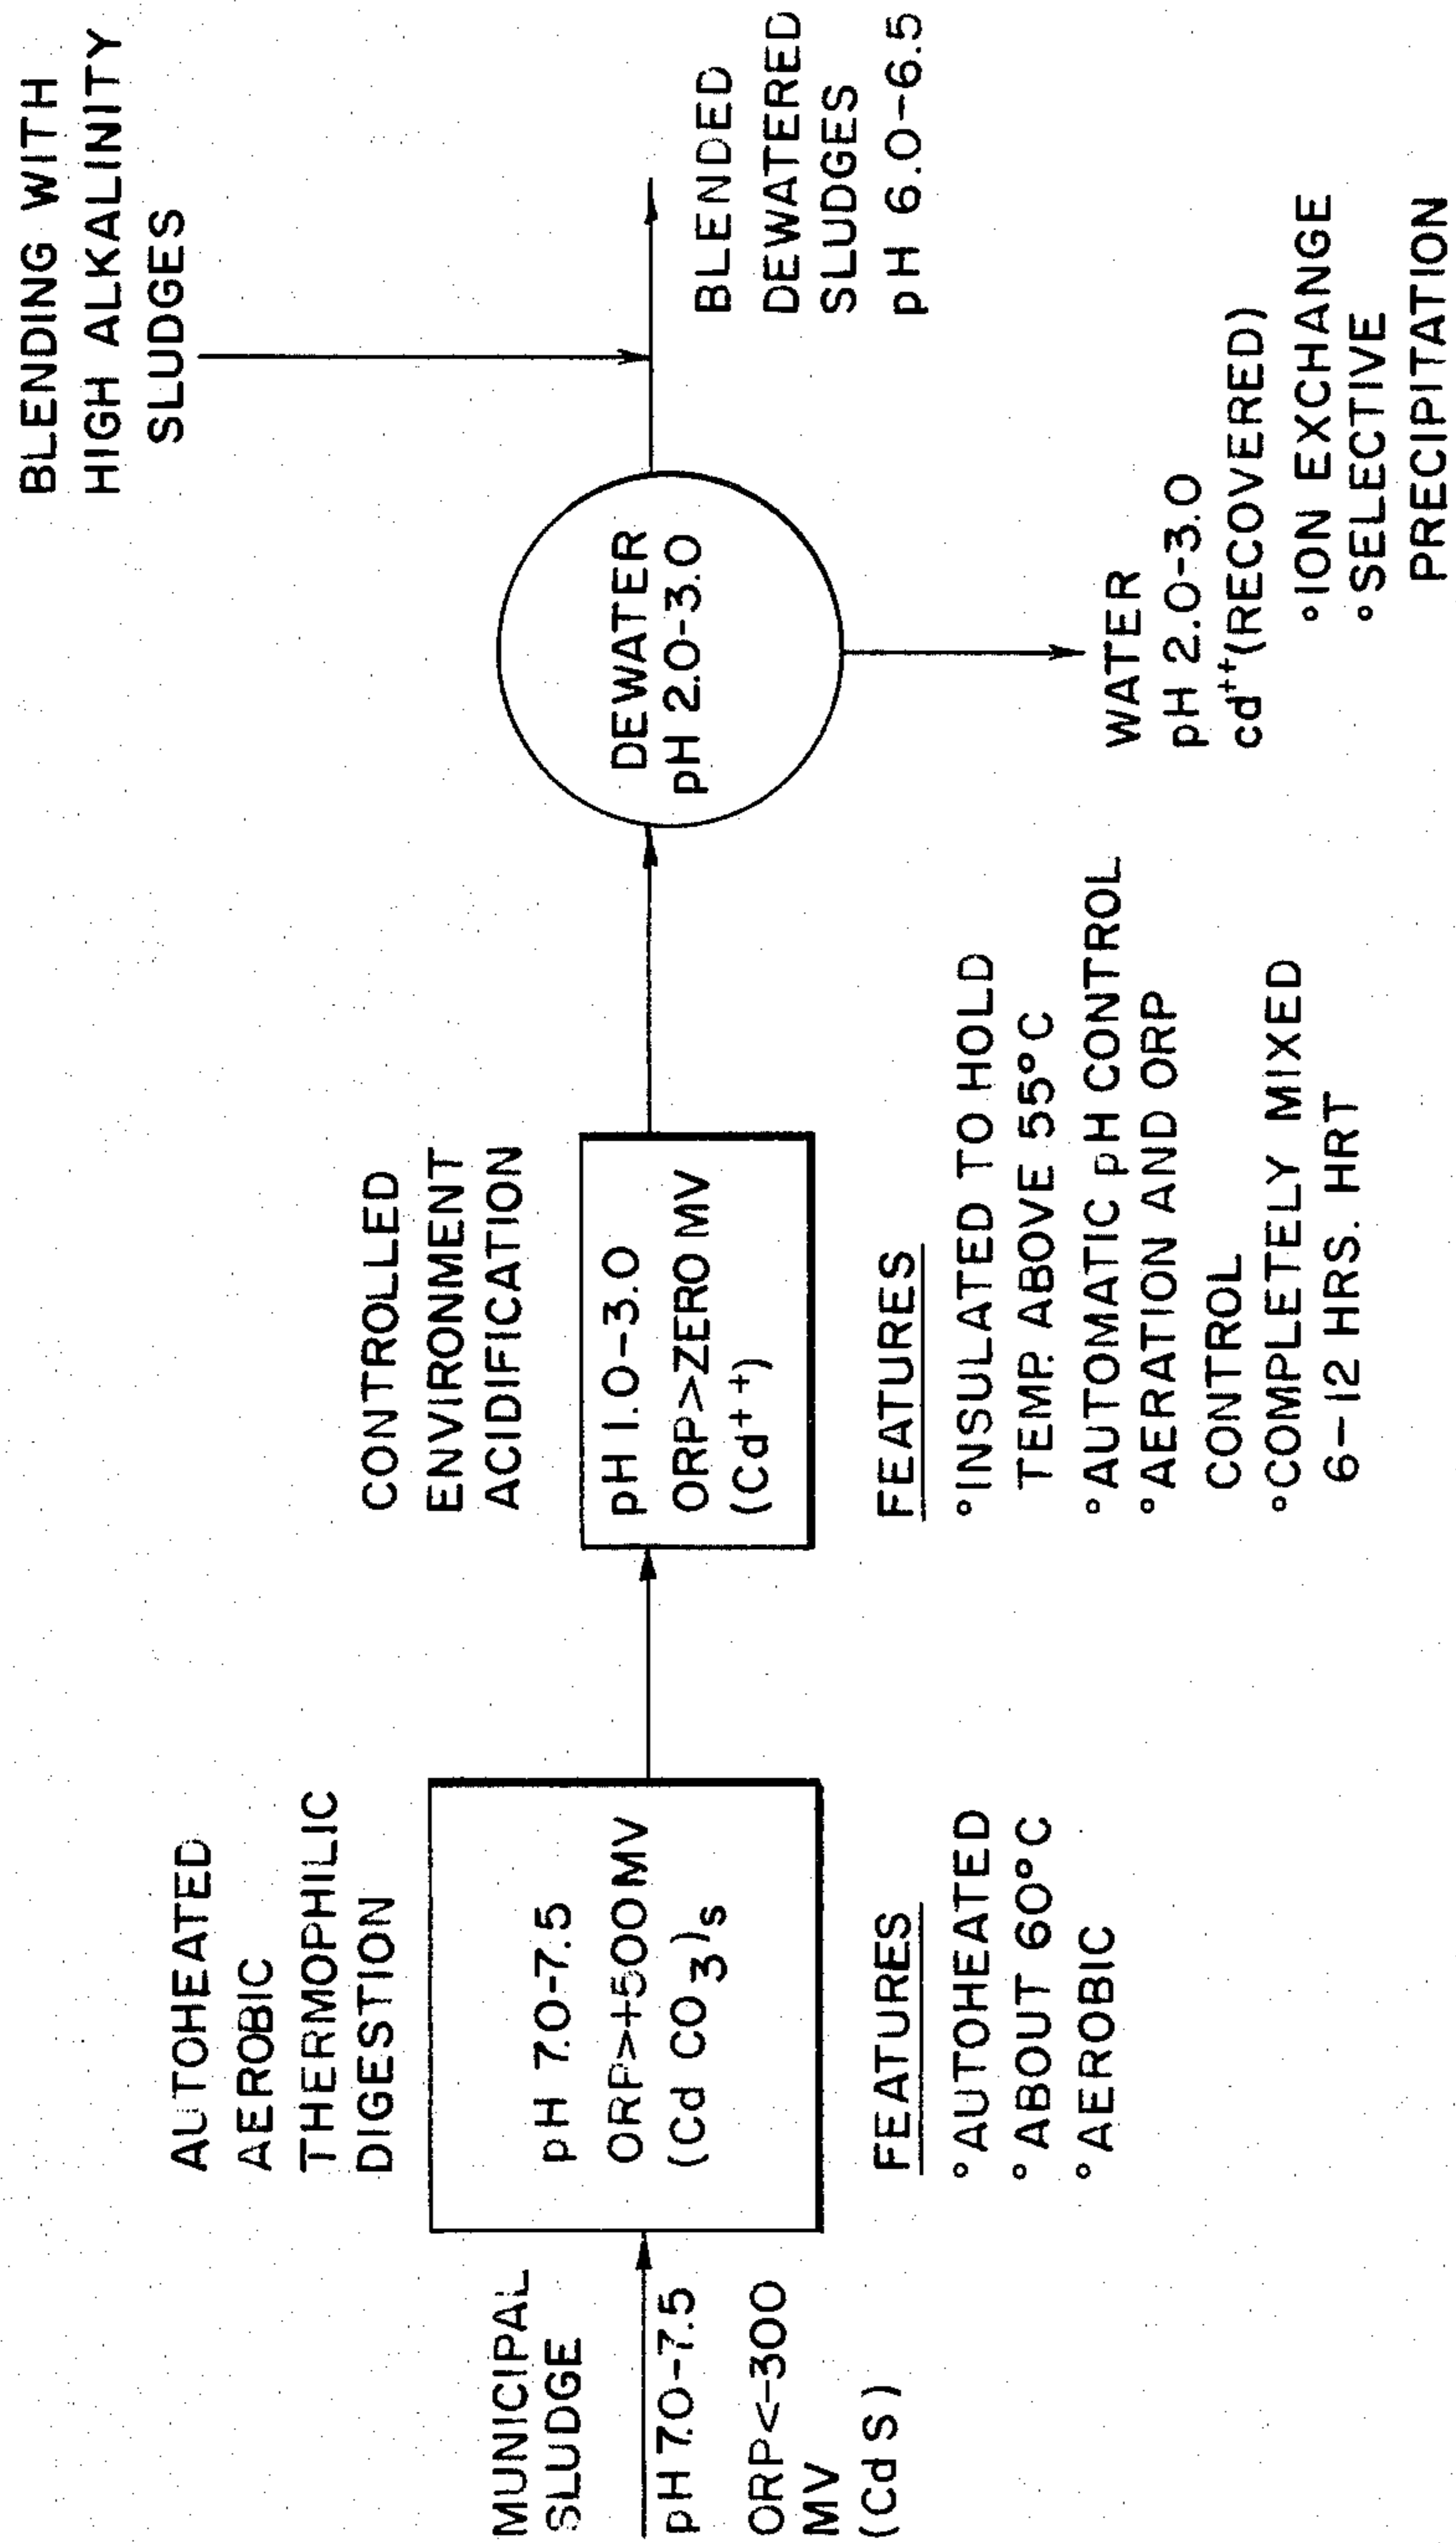 MUNICIPAL
SLUDGE
pH 7.0-7.5
ORP<-300
MV
(Cd S)
AUTOHEATED
AEROBIC
THERMOPHILIC
DIGESTION
pH 7.0-7.5
ORP>+500MV
(Cd CO3)s
FEATURES
°AUTOHEATED
°ABOUT 60°C
°AEROBIC
CONTROLLED
ENVIRONMENT
ACIDIFICATION
pH 1.0-3.0
ORP>ZERO MV
(Cd++)
FEATURES
°INSULATED TO HOLD
TEMP. ABOVE 55°C
°AUTOMATIC pH CONTROL
°AERATION AND ORP
CONTROL
°COMPLETELY MIXED
6-12 HRS. HRT
DEWATER
pH 2.0-3.0
WATER
pH 2.0-3.0
cd++(RECOVERED)
°ION EXCHANGE
°SELECTIVE
PRECIPITATION
BLENDING WITH
HIGH ALKALINITY
SLUDGES
BLENDED
DEWATERED
SLUDGES
pH 6.0-6.5